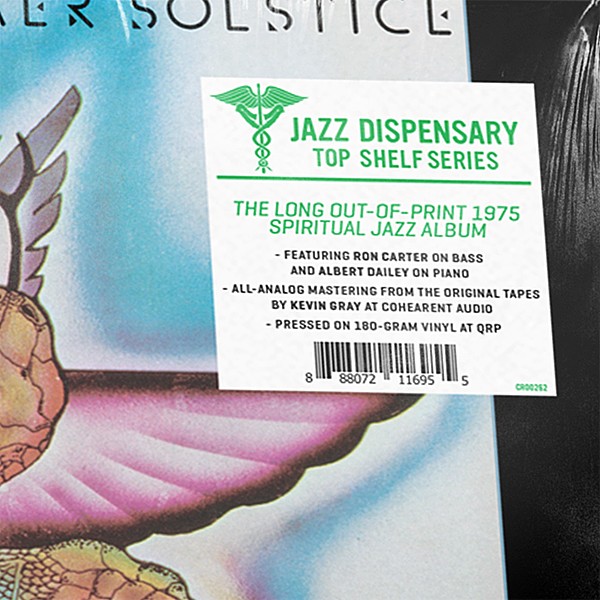 MER SOLSTICE
JAZZ DISPENSARY
TOP SHELF SERIES
THE LONG OUT-OF-PRINT 1975
SPIRITUAL JAZZ ALBUM
- FEATURING RON CARTER ON BASS
AND ALBERT DAILEY ON PIANO
- ALL-ANALOG MASTERING FROM THE ORIGINAL TAPES
BY KEVIN GRAY AT COHEARENT AUDIO
- PRESSED ON 180-GRAM VINYL AT QRP
8 88072 11695 5
CR00262